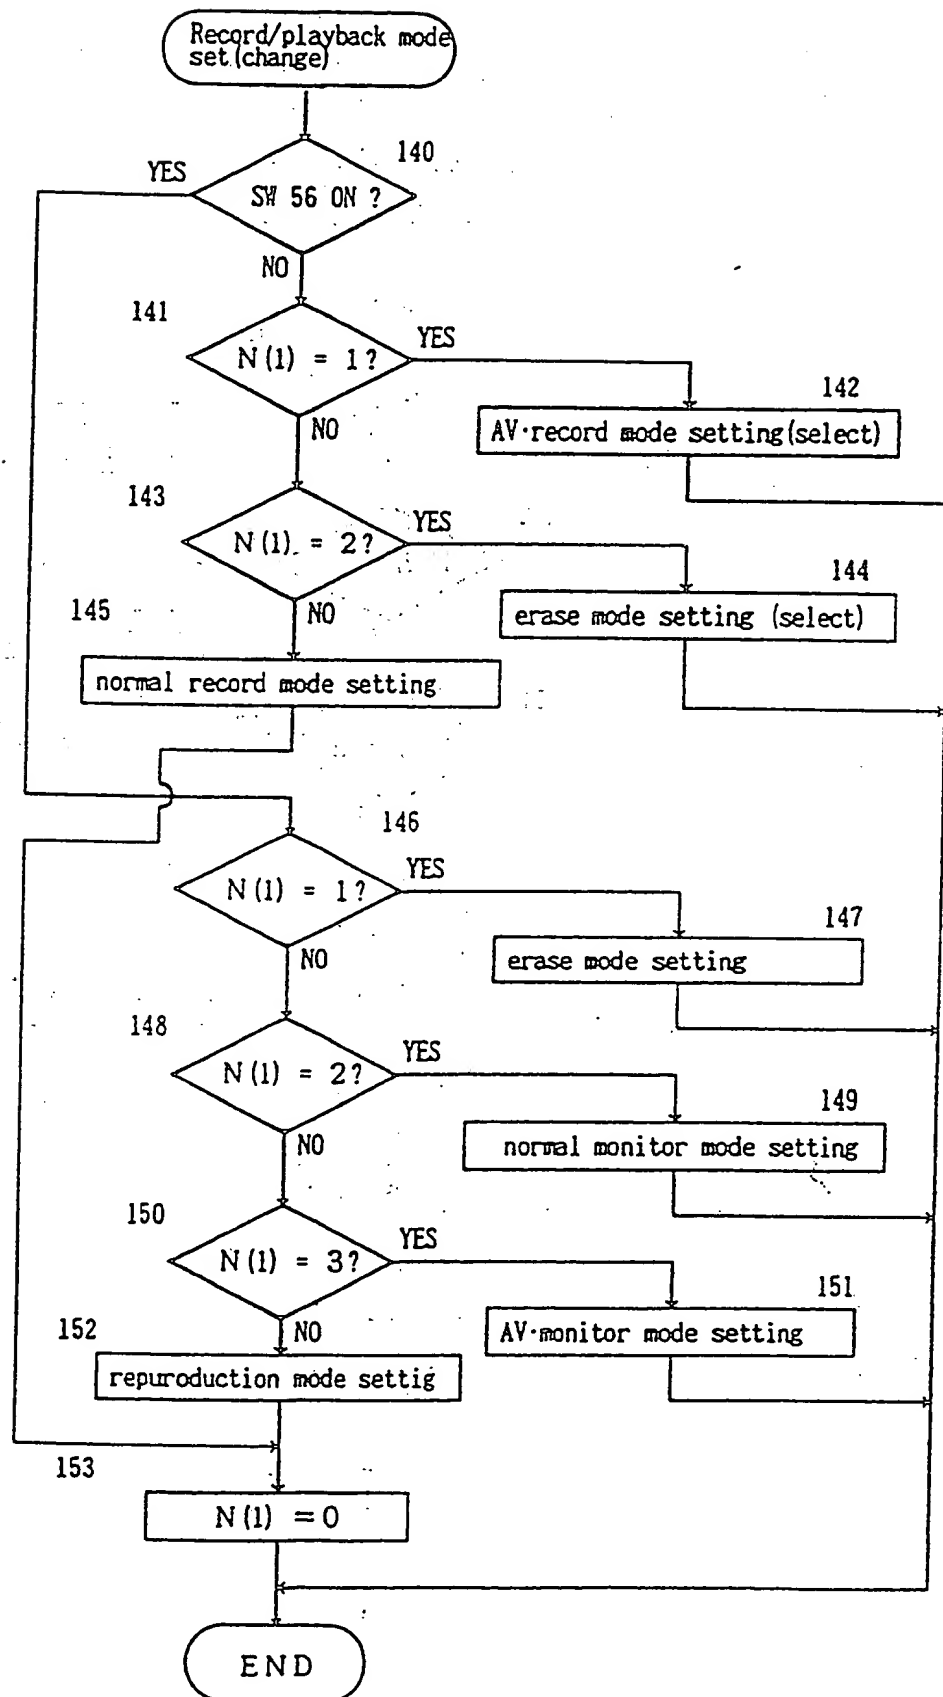 Record/playback mode
set(change)
140
YES
SW 56 ON ?
NO
141
YES
N(1) = 1?
142
NO
AV·record mode setting(select)
143
YES
N(1) = 2?
144
145
NO
erase mode setting (select)
normal record mode setting
146
YES
N(1) = 1?
147
NO
erase mode setting
148
YES
N(1) = 2?
149
NO
normal monitor mode setting
150
YES
N(1) = 3?
151
152
NO
AV·monitor mode setting
repuroduction mode settig
153
N(1) =0
END